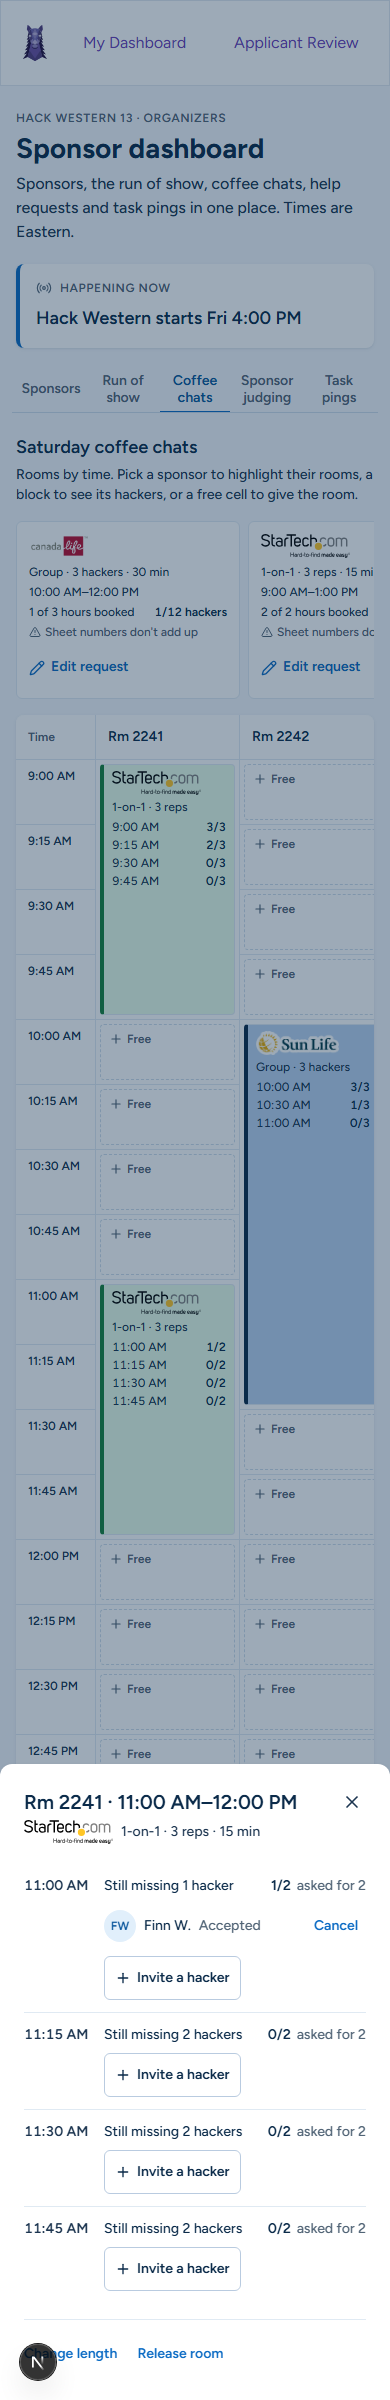 My Dashboard Applicant Review
HACK WESTERN 13 · ORGANIZERS
Sponsor dashboard
Sponsors, the run of show, coffee chats, help
requests and task pings in one place. Times are
Eastern.
HAPPENING NOW
Hack Western starts Fri 4:00 PM
Sponsors
Run of
show
Coffee
chats
Sponsor
judging
Task
pings
Saturday coffee chats
Rooms by time. Pick a sponsor to highlight their rooms, a
block to see its hackers, or a free cell to give the room.
canada life
Group · 3 hackers · 30 min
10:00 AM–12:00 PM
1 of 3 hours booked 1/12 hackers
Sheet numbers don't add up
Edit request
StarTech.com
Hard-to-find made easy®
1-on-1 · 3 reps · 15 mi
9:00 AM–1:00 PM
2 of 2 hours booked
Sheet numbers do
Edit request
Time Rm 2241 Rm 2242
9:00 AM
StarTech.com
Hard-to-find made easy®
1-on-1 · 3 reps
9:00 AM 3/3
9:15 AM 2/3
9:30 AM 0/3
9:45 AM 0/3
Free
9:15 AM
Free
9:30 AM
Free
9:45 AM
Free
10:00 AM
Free
Sun Life
Group · 3 hackers
10:00 AM 3/3
10:30 AM 1/3
11:00 AM 0/3
10:15 AM
Free
10:30 AM
Free
10:45 AM
Free
11:00 AM
StarTech.com
Hard-to-find made easy®
1-on-1 · 3 reps
11:00 AM 1/2
11:15 AM 0/2
11:30 AM 0/2
11:45 AM 0/2
11:15 AM
11:30 AM
Free
11:45 AM
Free
12:00 PM
Free
Free
12:15 PM
Free
Free
12:30 PM
Free
Free
12:45 PM
Free
Free
Rm 2241 · 11:00 AM–12:00 PM
StarTech.com
Hard-to-find made easy®
1-on-1 · 3 reps · 15 min
11:00 AM Still missing 1 hacker 1/2 asked for 2
FW Finn W. Accepted Cancel
Invite a hacker
11:15 AM Still missing 2 hackers 0/2 asked for 2
Invite a hacker
11:30 AM Still missing 2 hackers 0/2 asked for 2
Invite a hacker
11:45 AM Still missing 2 hackers 0/2 asked for 2
Invite a hacker
Change length Release room
N